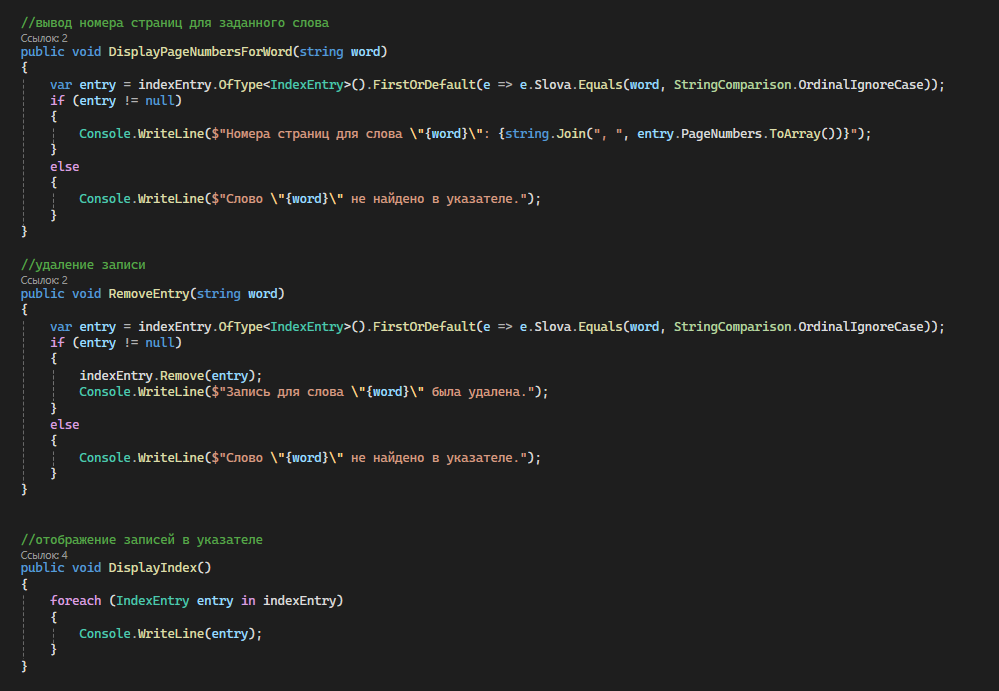 //вывод номера страниц для заданного слова
Ссылок: 2
public void DisplayPageNumbersForWord(string word)
{
    var entry = indexEntry.OfType<IndexEntry>().FirstOrDefault(e => e.Slova.Equals(word, StringComparison.OrdinalIgnoreCase));
    if (entry != null)
    {
        Console.WriteLine($"Номера страниц для слова \"{word}\": {string.Join(", ", entry.PageNumbers.ToArray())}");
    }
    else
    {
        Console.WriteLine($"Слово \"{word}\" не найдено в указателе.");
    }
}
//удаление записи
Ссылок: 2
public void RemoveEntry(string word)
{
    var entry = indexEntry.OfType<IndexEntry>().FirstOrDefault(e => e.Slova.Equals(word, StringComparison.OrdinalIgnoreCase));
    if (entry != null)
    {
        indexEntry.Remove(entry);
        Console.WriteLine($"Запись для слова \"{word}\" была удалена.");
    }
    else
    {
        Console.WriteLine($"Слово \"{word}\" не найдено в указателе.");
    }
}
//отображение записей в указателе
Ссылок: 4
public void DisplayIndex()
{
    foreach (IndexEntry entry in indexEntry)
    {
        Console.WriteLine(entry);
    }
}